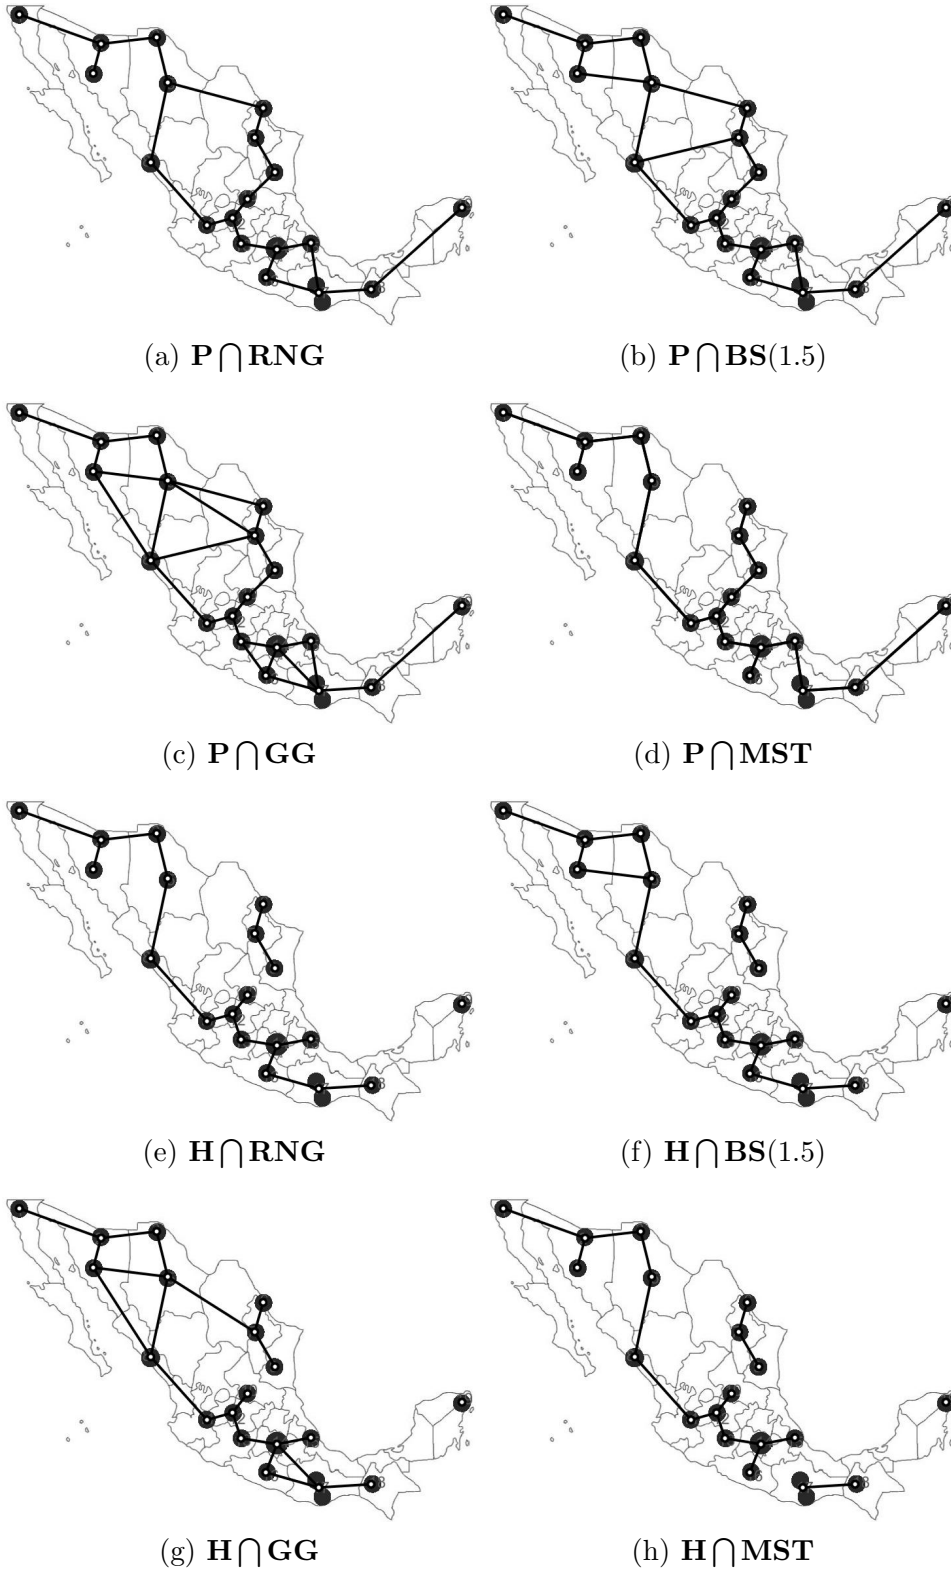 (a) P ⋂ RNG
(b) P ⋂ BS(1.5)
(c) P ⋂ GG
(d) P ⋂ MST
(e) H ⋂ RNG
(f) H ⋂ BS(1.5)
(g) H ⋂ GG
(h) H ⋂ MST